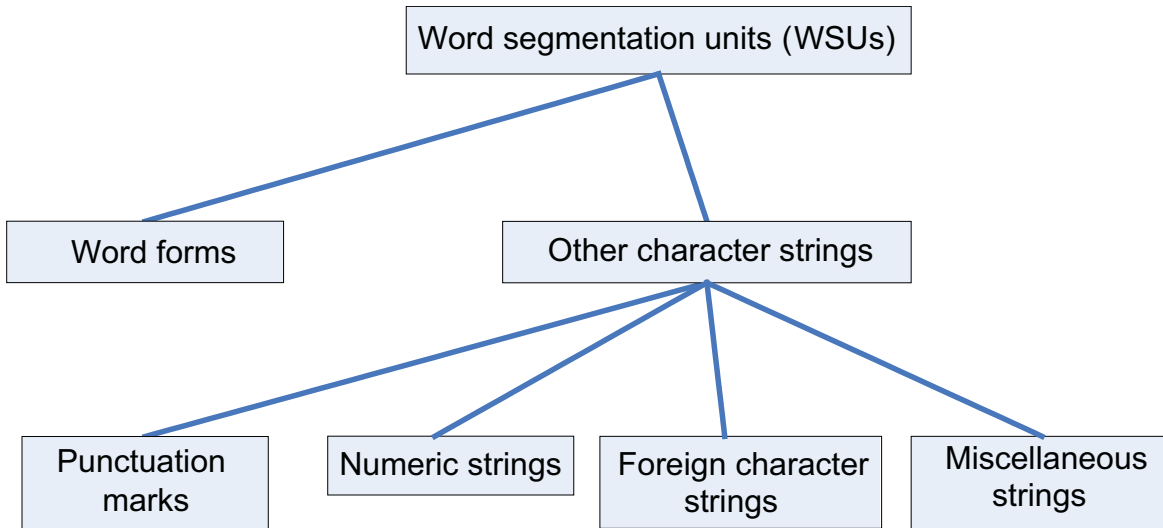 Word segmentation units (WSUs)
Word forms
Other character strings
Punctuation
marks
Numeric strings
Foreign character
strings
Miscellaneous
strings